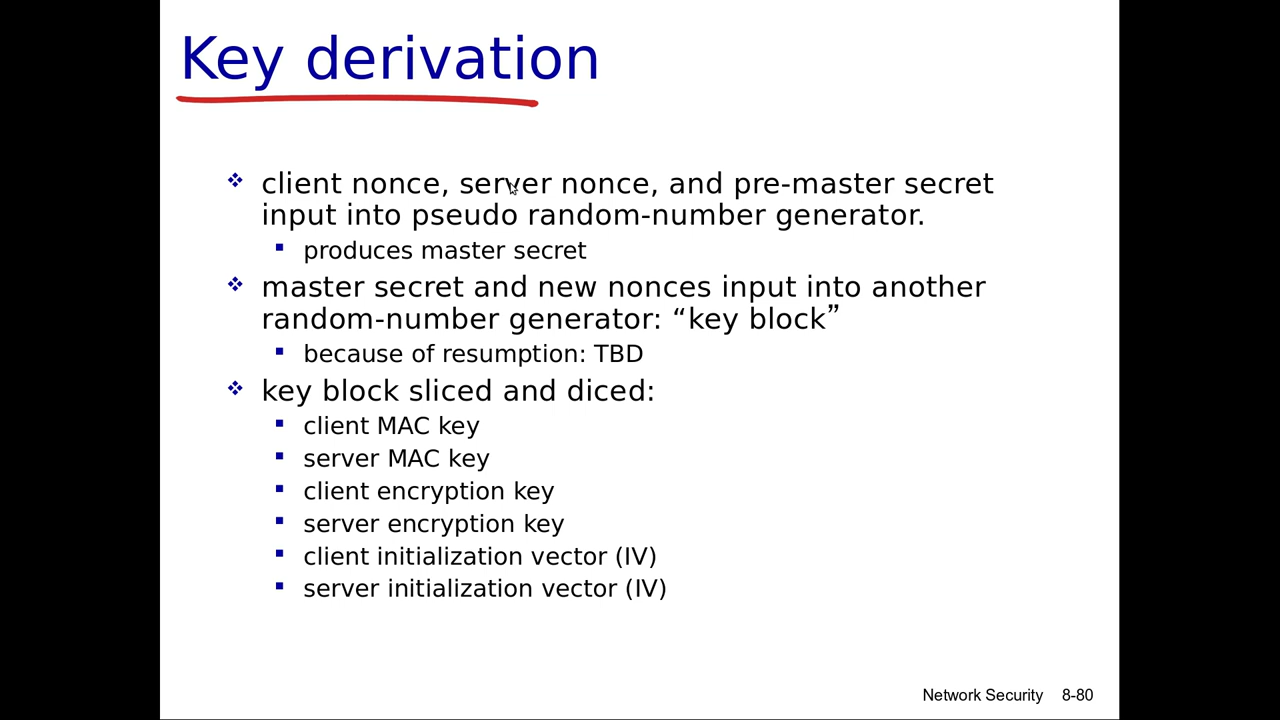 Key derivation
client nonce, server nonce, and pre-master secret
input into pseudo random-number generator.
produces master secret
master secret and new nonces input into another
random-number generator: “key block”
because of resumption: TBD
key block sliced and diced:
client MAC key
server MAC key
client encryption key
server encryption key
client initialization vector (IV)
server initialization vector (IV)
Network Security 8-80